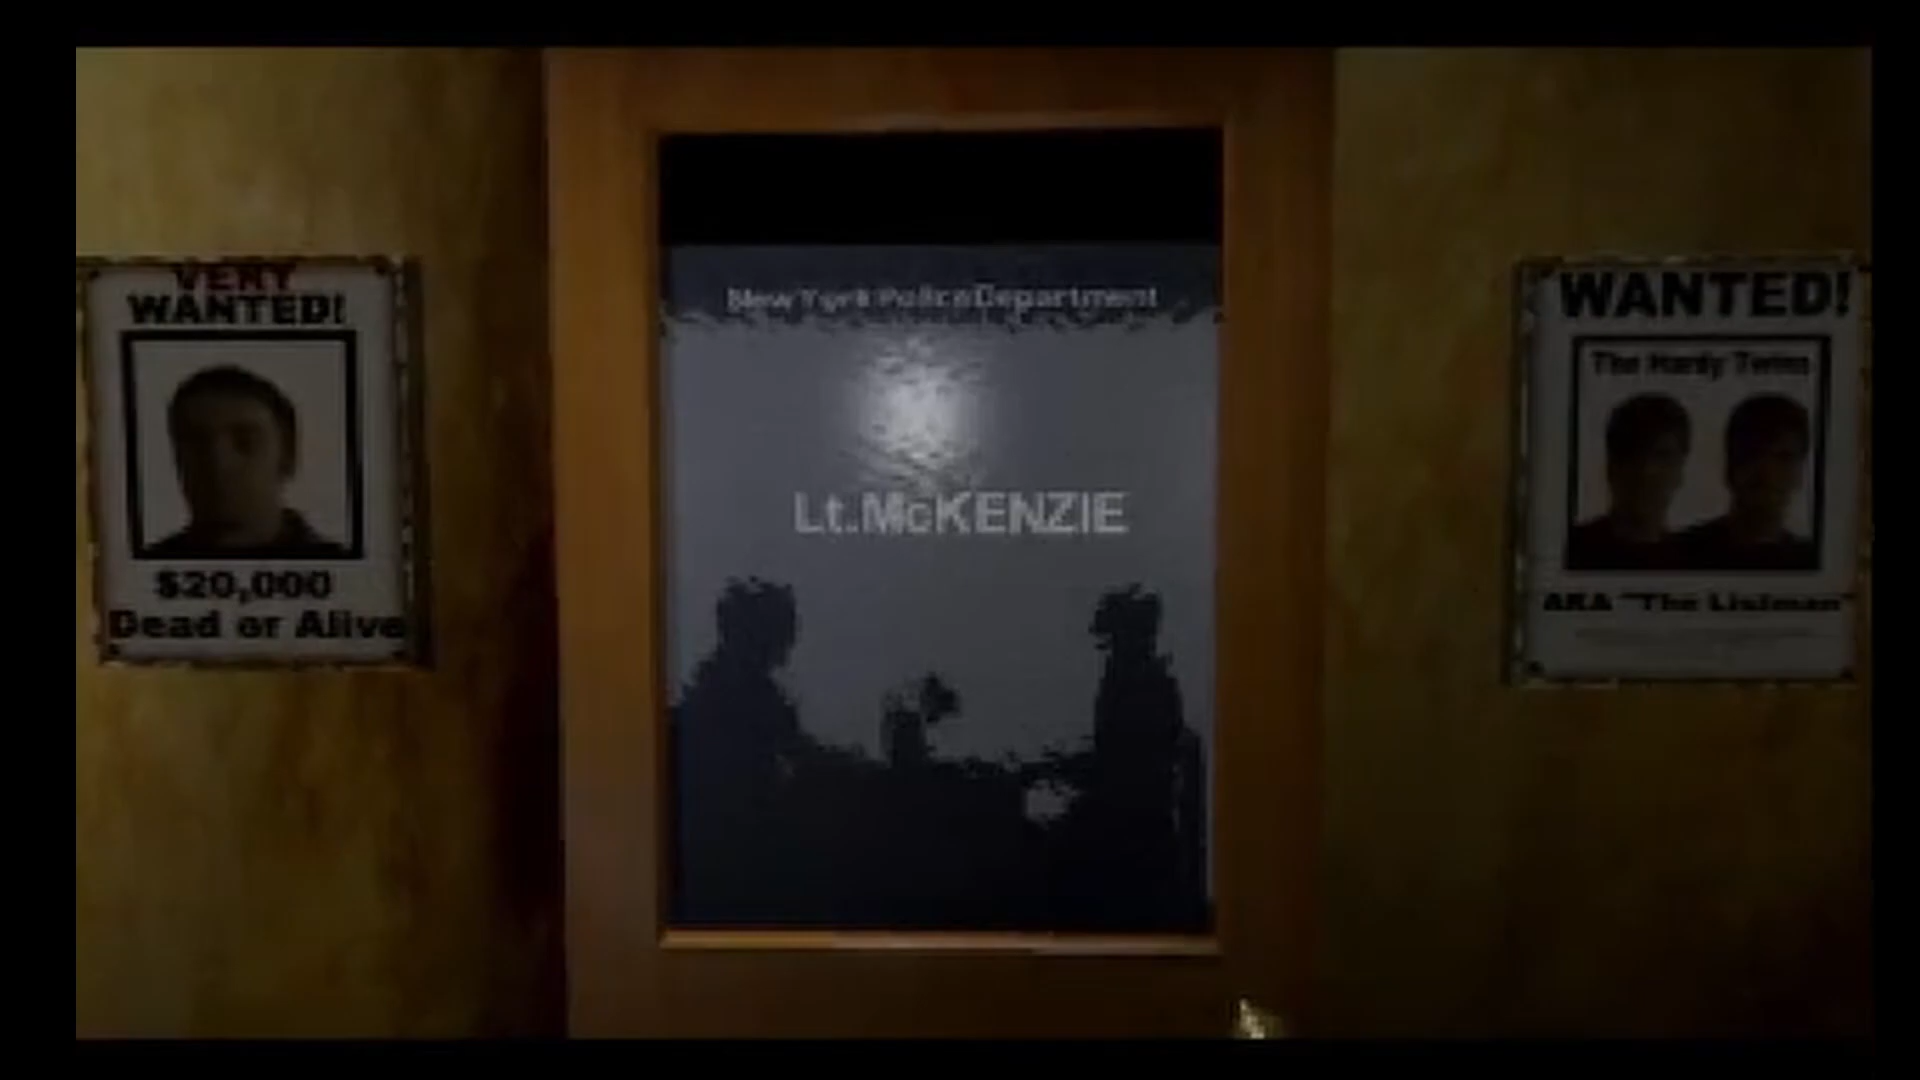 VERY
WANTED!
$20,000
Dead or Alive
New York Police Department
Lt.McKENZIE
WANTED!
The Hardy Twins
AKA "The